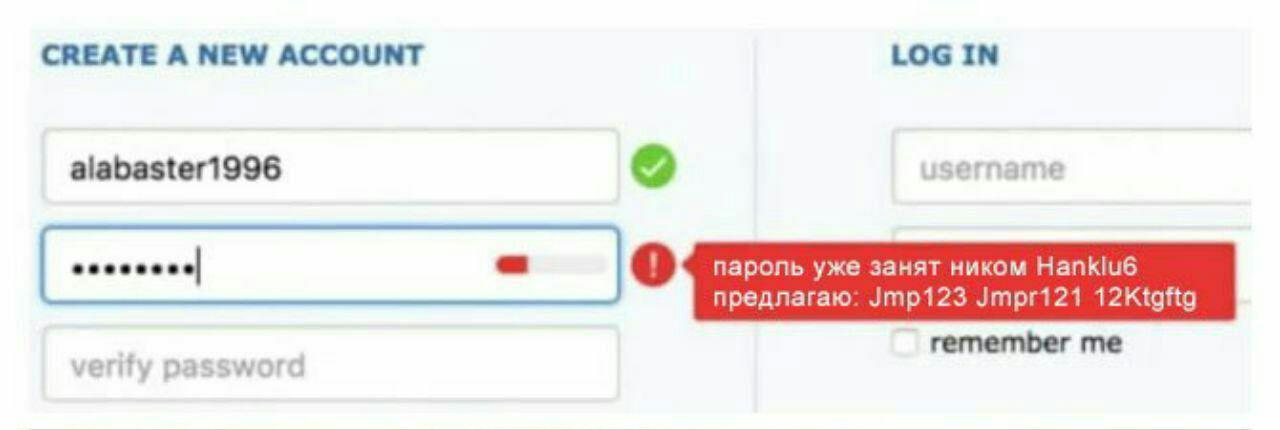 CREATE A NEW ACCOUNT
LOG IN
alabaster1996
username
••••••••
пароль уже занят ником Hanklu6
предлагаю: Jmp123 Jmpr121 12Ktgftg
verify password
remember me